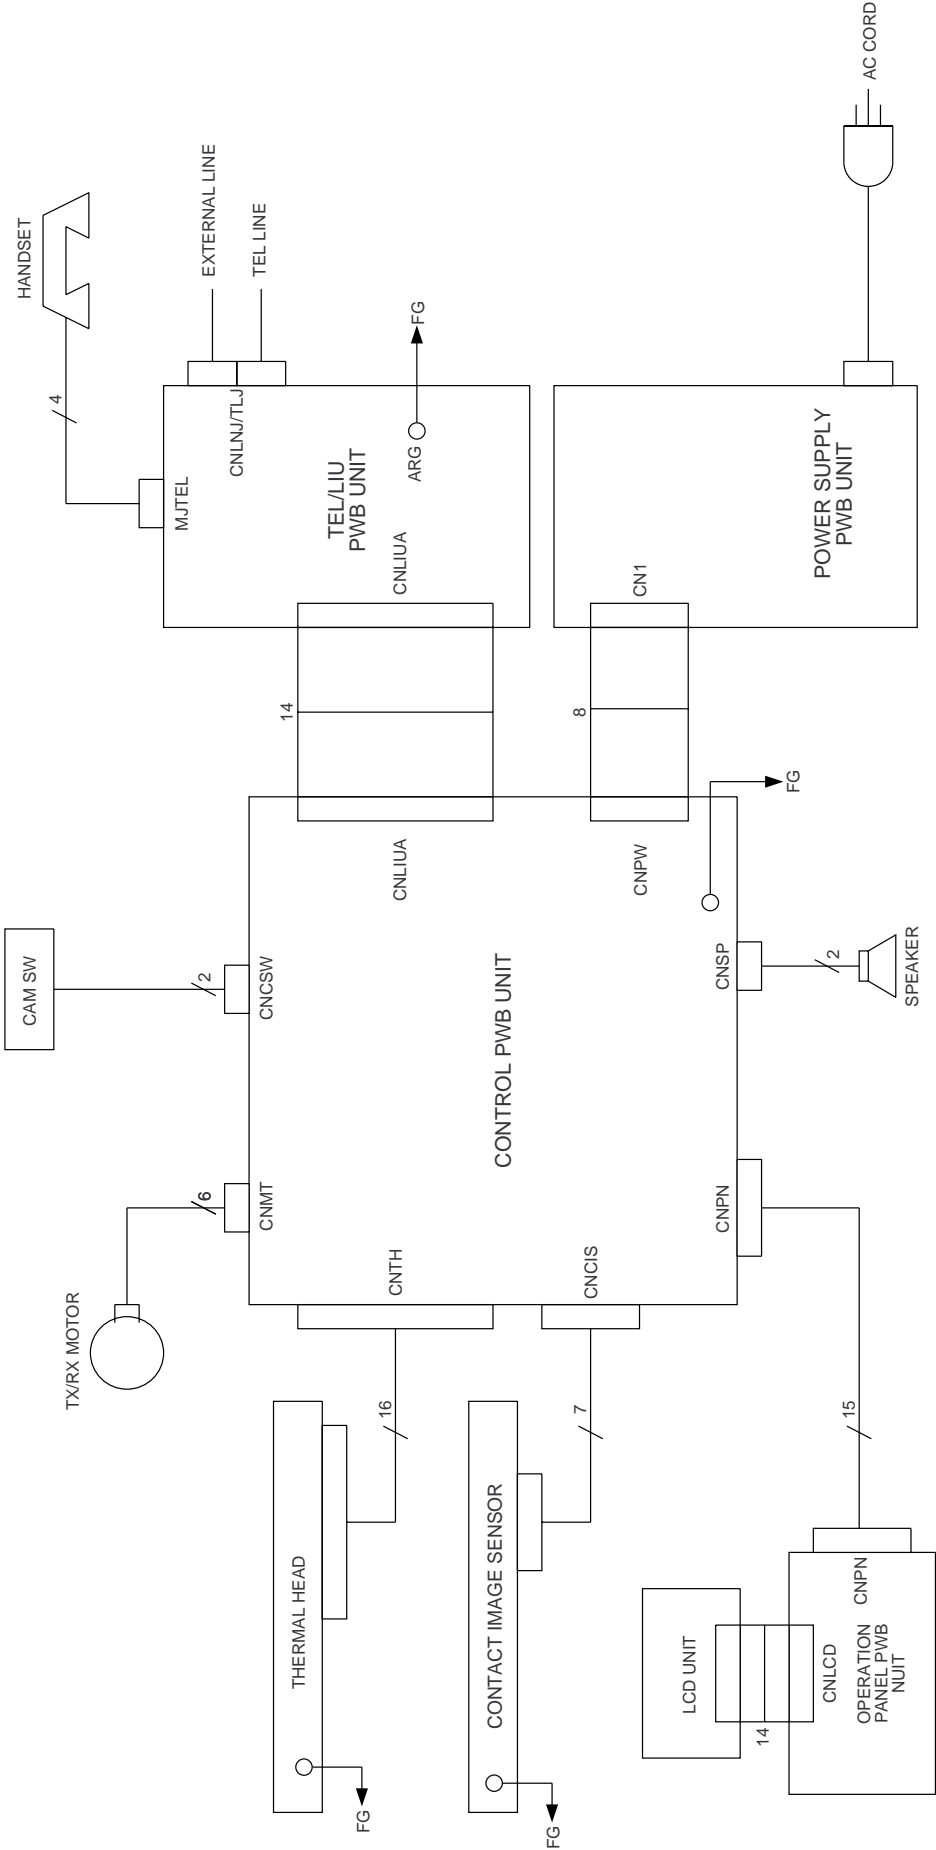 TX/RX MOTOR
CAM SW
HANDSET
6
2
4
EXTERNAL LINE
TEL LINE
CNMT
CNCSW
MJTEL
CNLNJ/TLJ
THERMAL HEAD
FG
16
CNTH
CNLIUA
14
CNLIUA
TEL/LIU
PWB UNIT
ARG
FG
CONTACT IMAGE SENSOR
FG
7
CNCIS
CONTROL PWB UNIT
CNPW
8
CN1
POWER SUPPLY
PWB UNIT
AC CORD
FG
CNPN
CNSP
LCD UNIT
14
CNLCD
CNPN
15
2
OPERATION
PANEL PWB
NUIT
SPEAKER